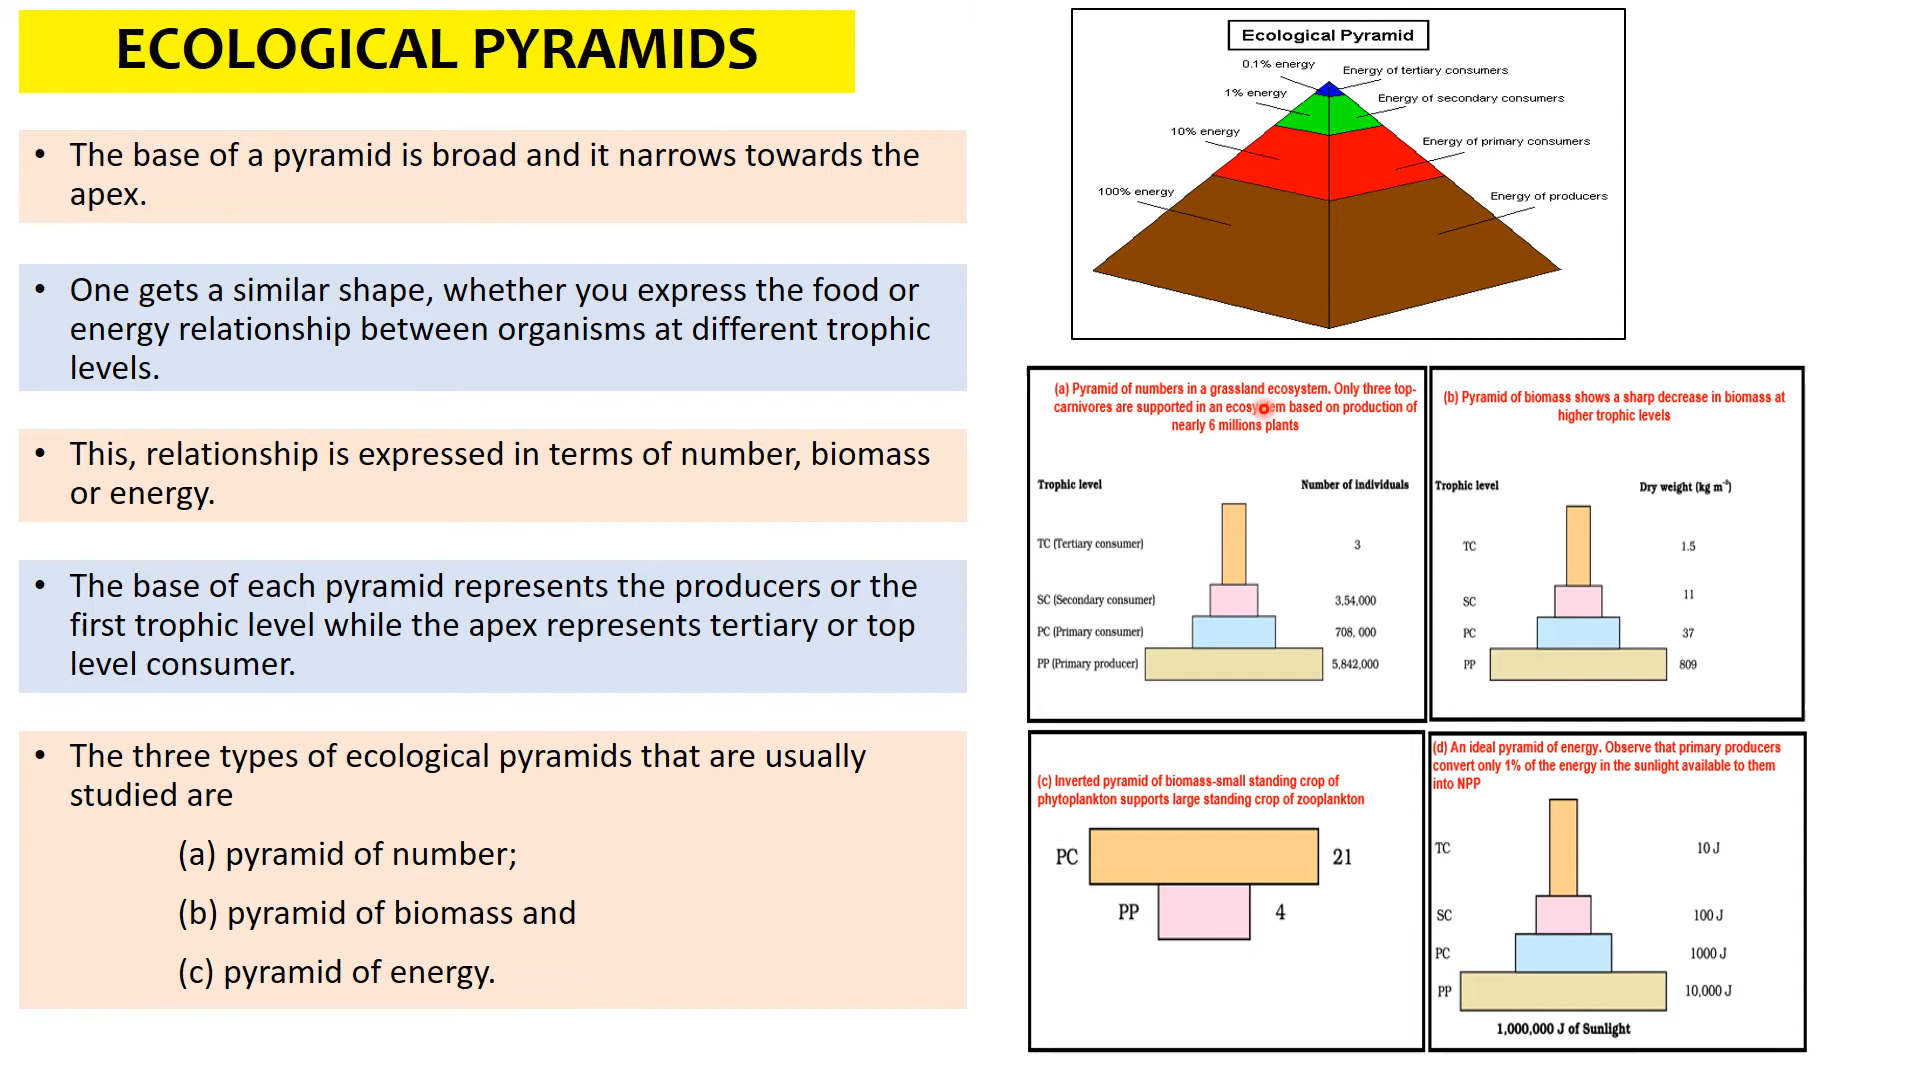 ECOLOGICAL PYRAMIDS
• The base of a pyramid is broad and it narrows towards the
apex.
• One gets a similar shape, whether you express the food or
energy relationship between organisms at different trophic
levels.
• This, relationship is expressed in terms of number, biomass
or energy.
• The base of each pyramid represents the producers or the
first trophic level while the apex represents tertiary or top
level consumer.
• The three types of ecological pyramids that are usually
studied are
(a) pyramid of number;
(b) pyramid of biomass and
(c) pyramid of energy.
Ecological Pyramid
0.1% energy
Energy of tertiary consumers
1% energy
Energy of secondary consumers
10% energy
Energy of primary consumers
100% energy
Energy of producers
(a) Pyramid of numbers in a grassland ecosystem. Only three top-
carnivores are supported in an ecosystem based on production of
nearly 6 millions plants
Trophic level Number of individuals
TC (Tertiary consumer) 3
SC (Secondary consumer) 3,54,000
PC (Primary consumer) 708, 000
PP (Primary producer) 5,842,000
(b) Pyramid of biomass shows a sharp decrease in biomass at
higher trophic levels
Trophic level Dry weight (kg m⁻²)
TC 1.5
SC 11
PC 37
PP 809
(c) Inverted pyramid of biomass-small standing crop of
phytoplankton supports large standing crop of zooplankton
PC 21
PP 4
(d) An ideal pyramid of energy. Observe that primary producers
convert only 1% of the energy in the sunlight available to them
into NPP
TC 10 J
SC 100 J
PC 1000 J
PP 10,000 J
1,000,000 J of Sunlight